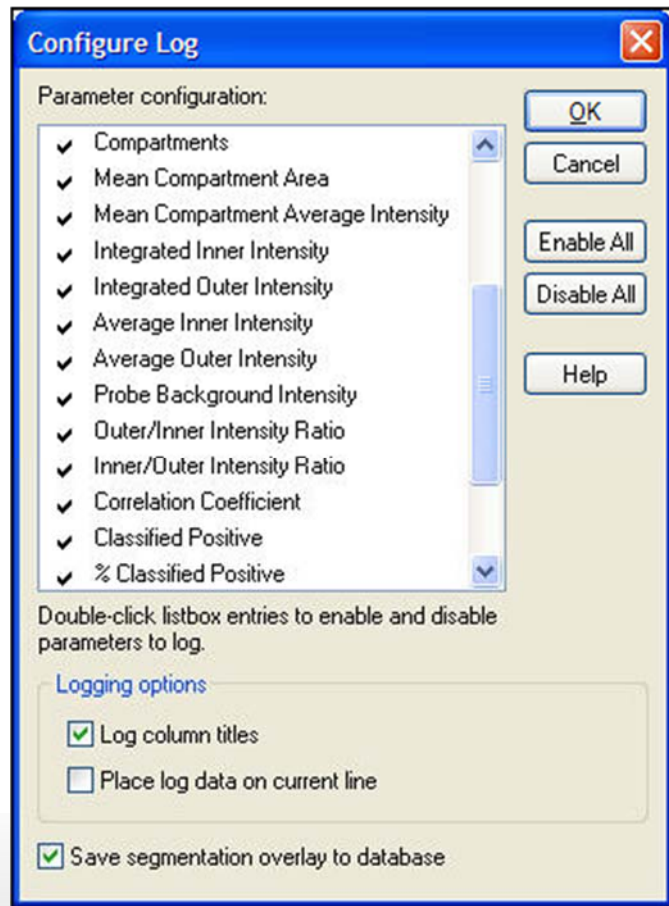 Configure Log
Parameter configuration:
Compartments
Mean Compartment Area
Mean Compartment Average Intensity
Integrated Inner Intensity
Integrated Outer Intensity
Average Inner Intensity
Average Outer Intensity
Probe Background Intensity
Outer/Inner Intensity Ratio
Inner/Outer Intensity Ratio
Correlation Coefficient
Classified Positive
% Classified Positive
OK
Cancel
Enable All
Disable All
Help
Double-click listbox entries to enable and disable
parameters to log.
Logging options
Log column titles
Place log data on current line
Save segmentation overlay to database